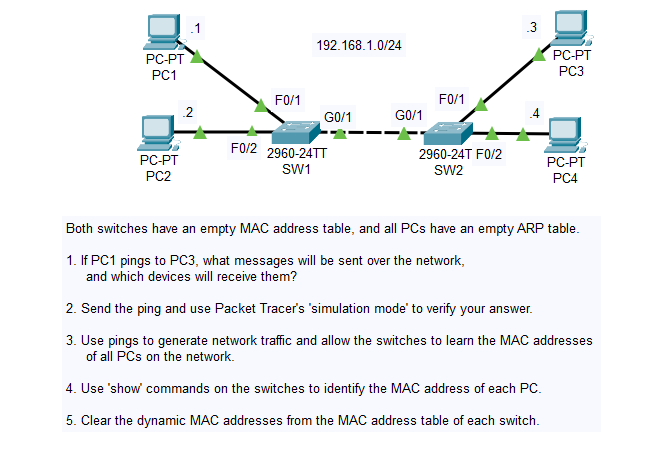 .1
192.168.1.0/24
.3
PC-PT
PC1
PC-PT
PC3
F0/1
F0/1
.2
G0/1
G0/1
.4
F0/2
2960-24TT
SW1
2960-24T F0/2
SW2
PC-PT
PC2
PC-PT
PC4
Both switches have an empty MAC address table, and all PCs have an empty ARP table.
1. If PC1 pings to PC3, what messages will be sent over the network,
and which devices will receive them?
2. Send the ping and use Packet Tracer's 'simulation mode' to verify your answer.
3. Use pings to generate network traffic and allow the switches to learn the MAC addresses
of all PCs on the network.
4. Use 'show' commands on the switches to identify the MAC address of each PC.
5. Clear the dynamic MAC addresses from the MAC address table of each switch.